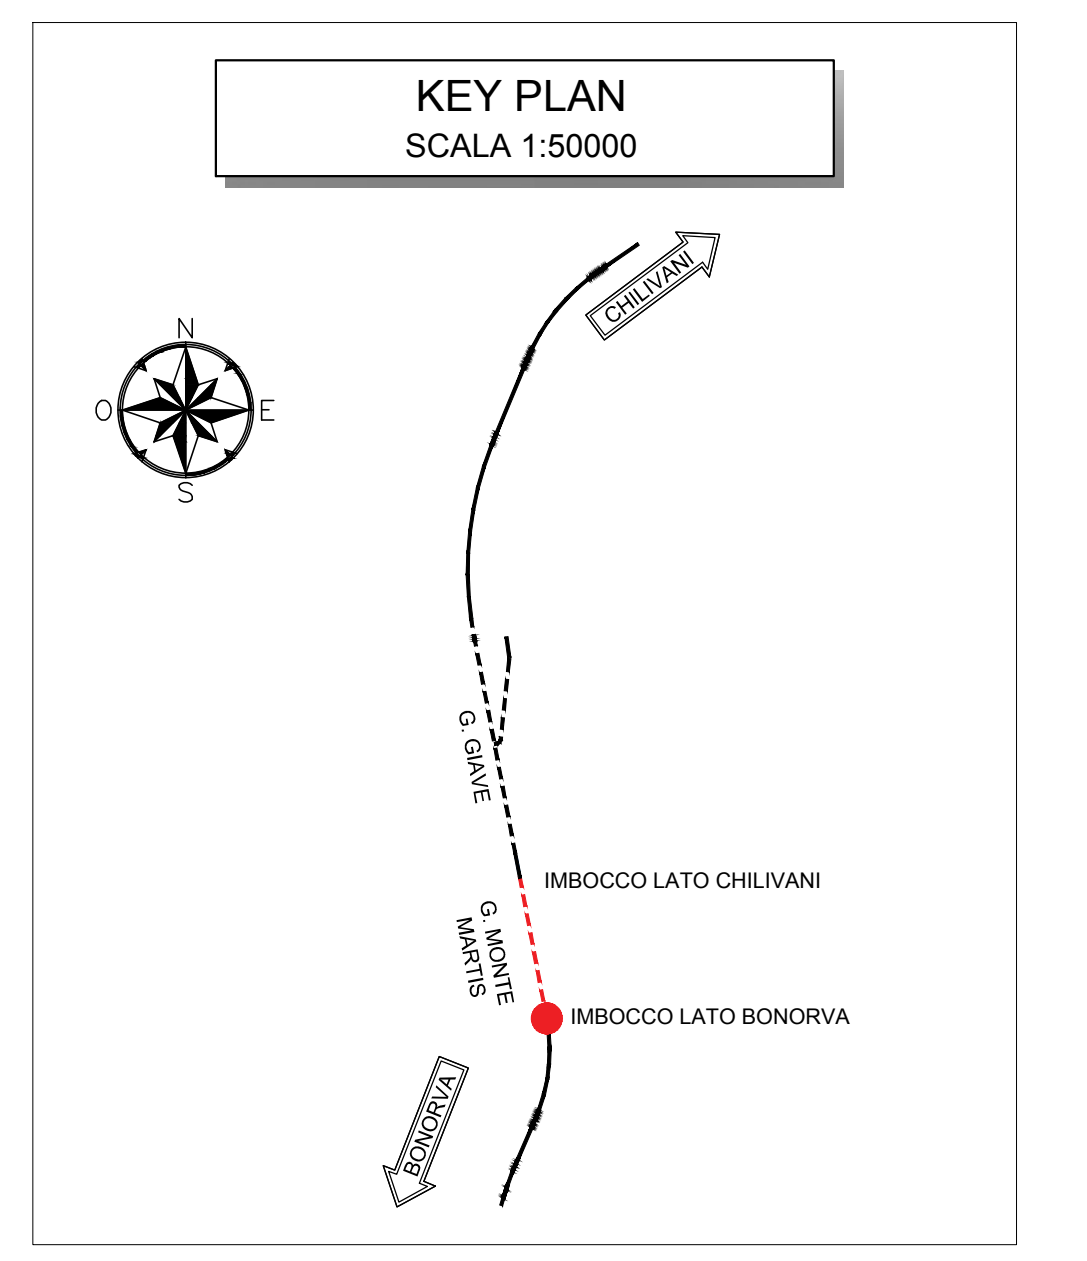 KEY PLAN
SCALA 1:50000
CHILIVANI
N
O
E
S
G. GIAVE
IMBOCCO LATO CHILIVANI
G. MONTE
MARTIS
IMBOCCO LATO BONORVA
BONORVA